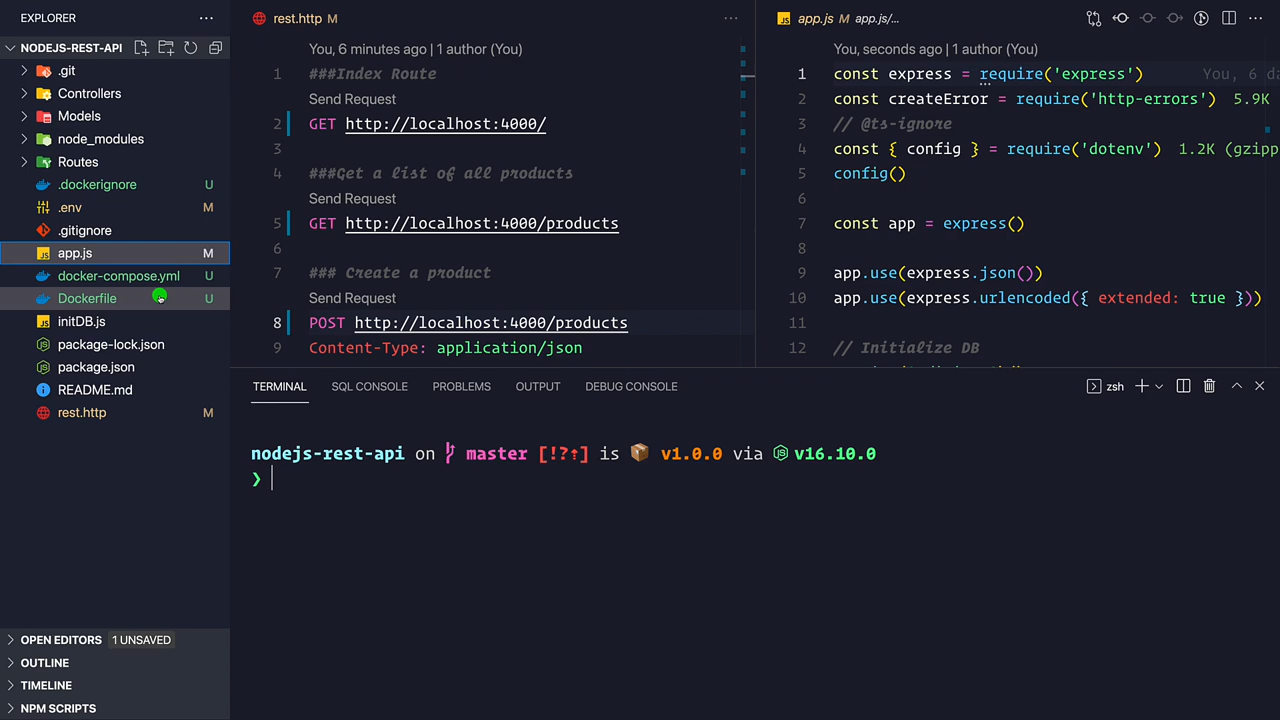 EXPLORER
NODEJS-REST-API
.git
Controllers
Models
node_modules
Routes
.dockerignore U
.env M
.gitignore
JS app.js M
docker-compose.yml U
Dockerfile U
JS initDB.js
package-lock.json
package.json
README.md
rest.http M
OPEN EDITORS 1 UNSAVED
OUTLINE
TIMELINE
NPM SCRIPTS
rest.http M
You, 6 minutes ago | 1 author (You)
1 ###Index Route
Send Request
2 GET http://localhost:4000/
3
4 ###Get a list of all products
Send Request
5 GET http://localhost:4000/products
6
7 ### Create a product
Send Request
8 POST http://localhost:4000/products
9 Content-Type: application/json
JS app.js M app.js/...
You, seconds ago | 1 author (You)
1 const express = require('express') You, 6 da
2 const createError = require('http-errors') 5.9K
3 // @ts-ignore
4 const { config } = require('dotenv') 1.2K (gzipp
5 config()
6
7 const app = express()
8
9 app.use(express.json())
10 app.use(express.urlencoded({ extended: true }))
11
12 // Initialize DB
TERMINAL SQL CONSOLE PROBLEMS OUTPUT DEBUG CONSOLE zsh
nodejs-rest-api on master [!?⇡] is 📦 v1.0.0 via v16.10.0
❯